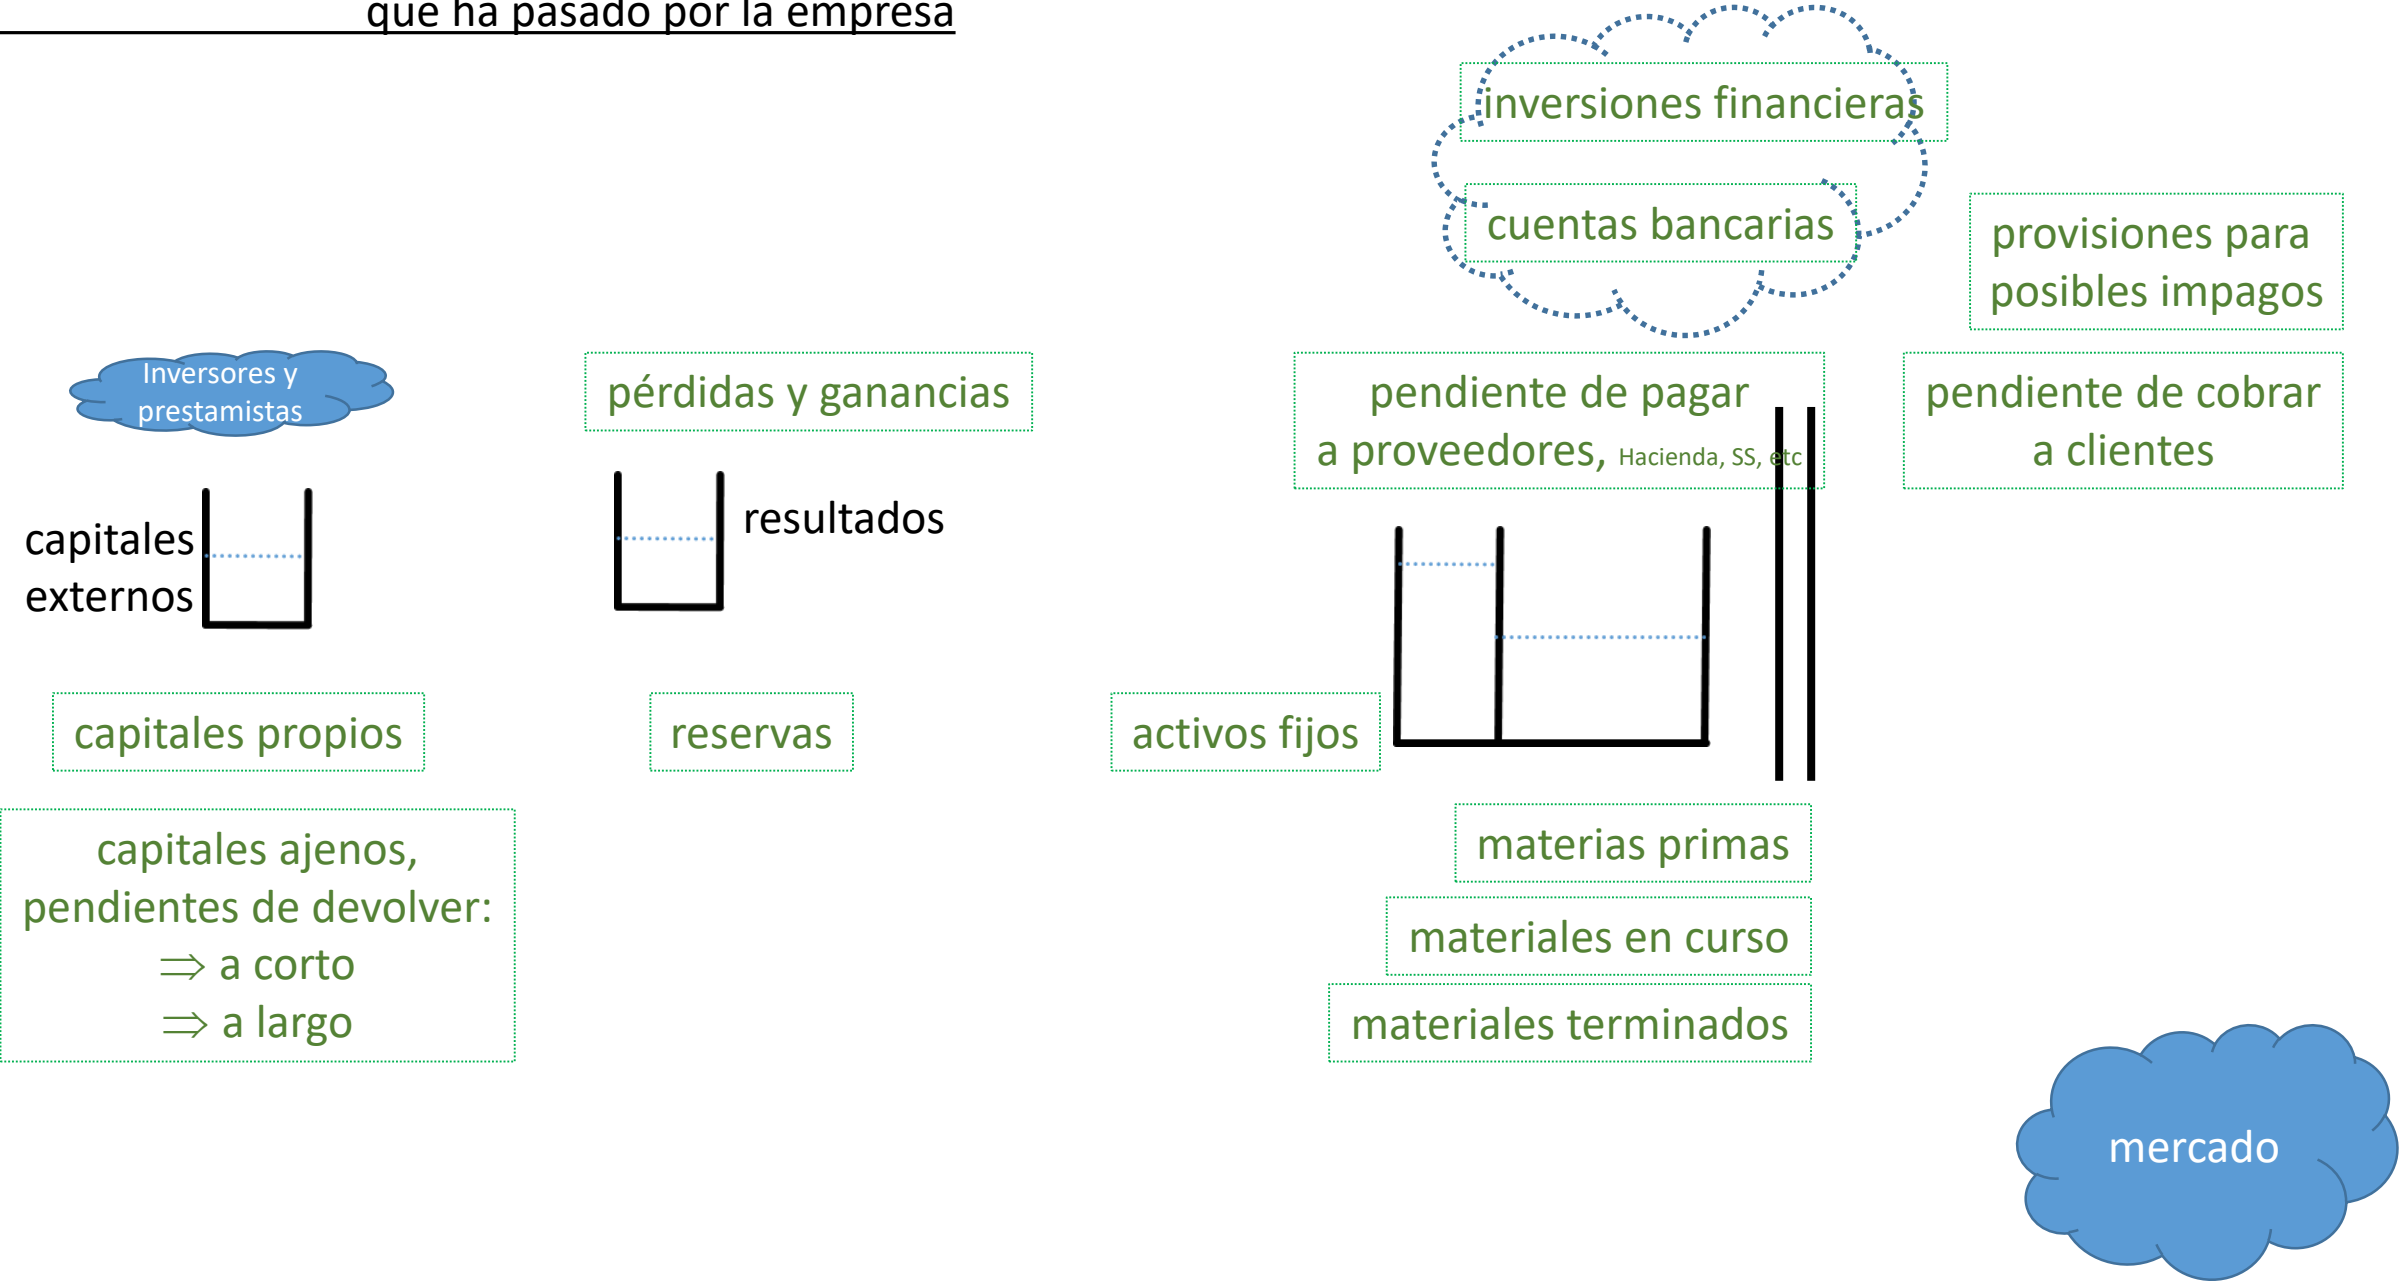 que ha pasado por la empresa
inversiones financieras
cuentas bancarias
provisiones para
posibles impagos
Inversores y
prestamistas
pérdidas y ganancias
pendiente de pagar
a proveedores, Hacienda, SS, etc
pendiente de cobrar
a clientes
capitales
externos
resultados
capitales propios
reservas
activos fijos
capitales ajenos,
pendientes de devolver:
⇒ a corto
⇒ a largo
materias primas
materiales en curso
materiales terminados
mercado